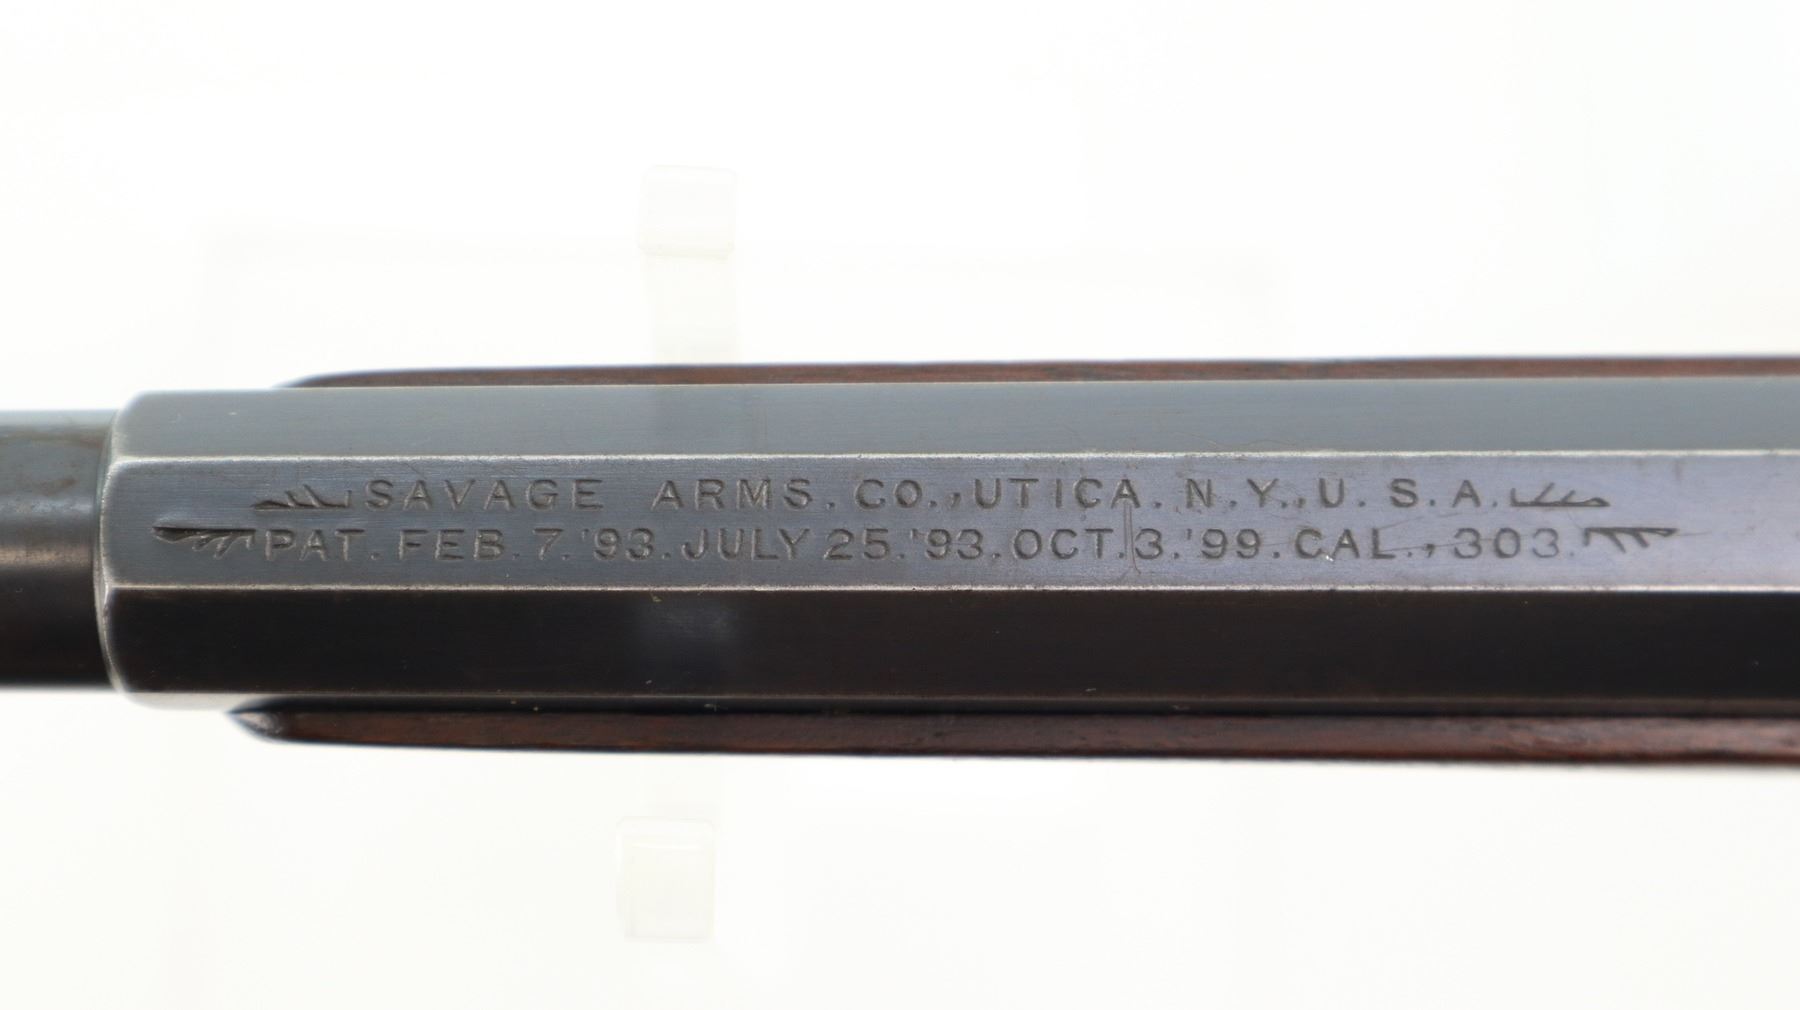 SAVAGE ARMS. CO., UTICA. N.Y., U. S. A.
PAT. FEB. 7. '93. JULY 25. '93. OCT. 3. '99. CAL., 303.